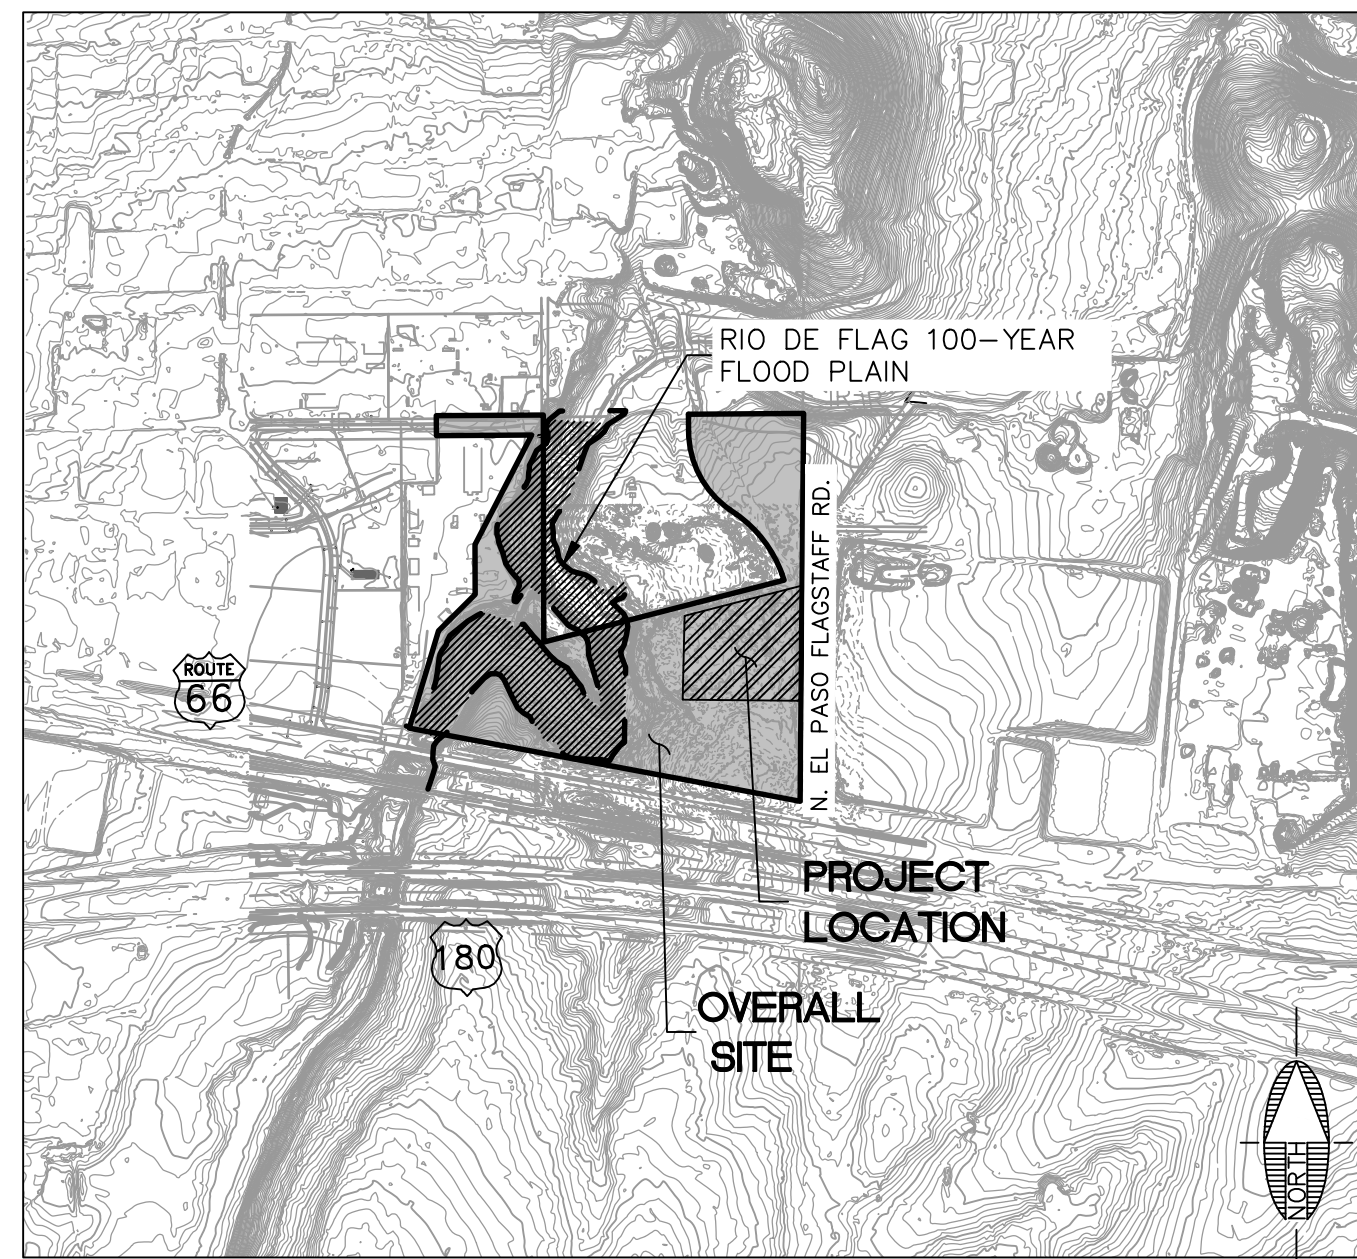 RIO DE FLAG 100-YEAR
FLOOD PLAIN
N. EL PASO FLAGSTAFF RD.
ROUTE
66
PROJECT
LOCATION
180
OVERALL
SITE
NORTH